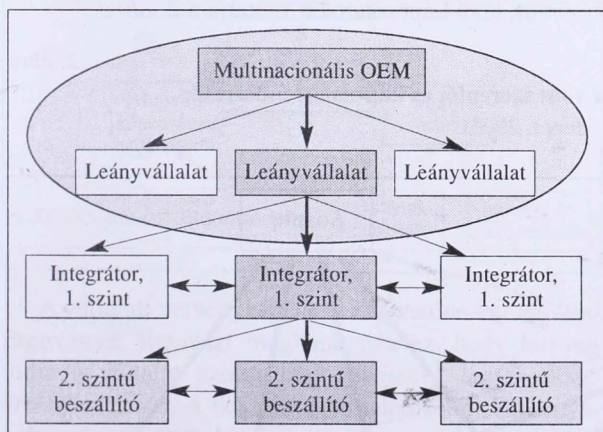 Multinacionális OEM
Leányvállalat Leányvállalat Leányvállalat
Integrátor, Integrátor, Integrátor,
1. szint 1. szint 1. szint
2. szintű 2. szintű 2. szintű
beszállító beszállító beszállító